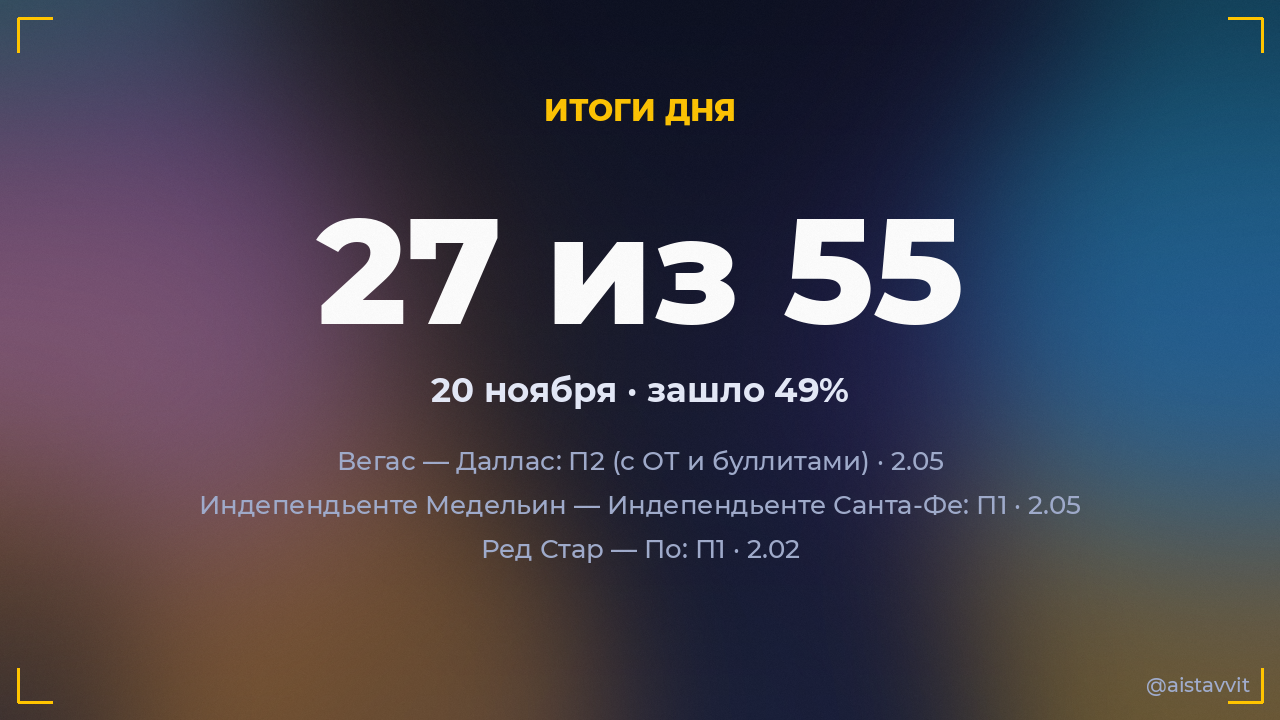 ИТОГИ ДНЯ
27 из 55
20 ноября · зашло 49%
Вегас — Даллас: П2 (с ОТ и буллитами) · 2.05
Индепендьенте Медельин — Индепендьенте Санта-Фе: П1 · 2.05
Ред Стар — По: П1 · 2.02
@aistavvit